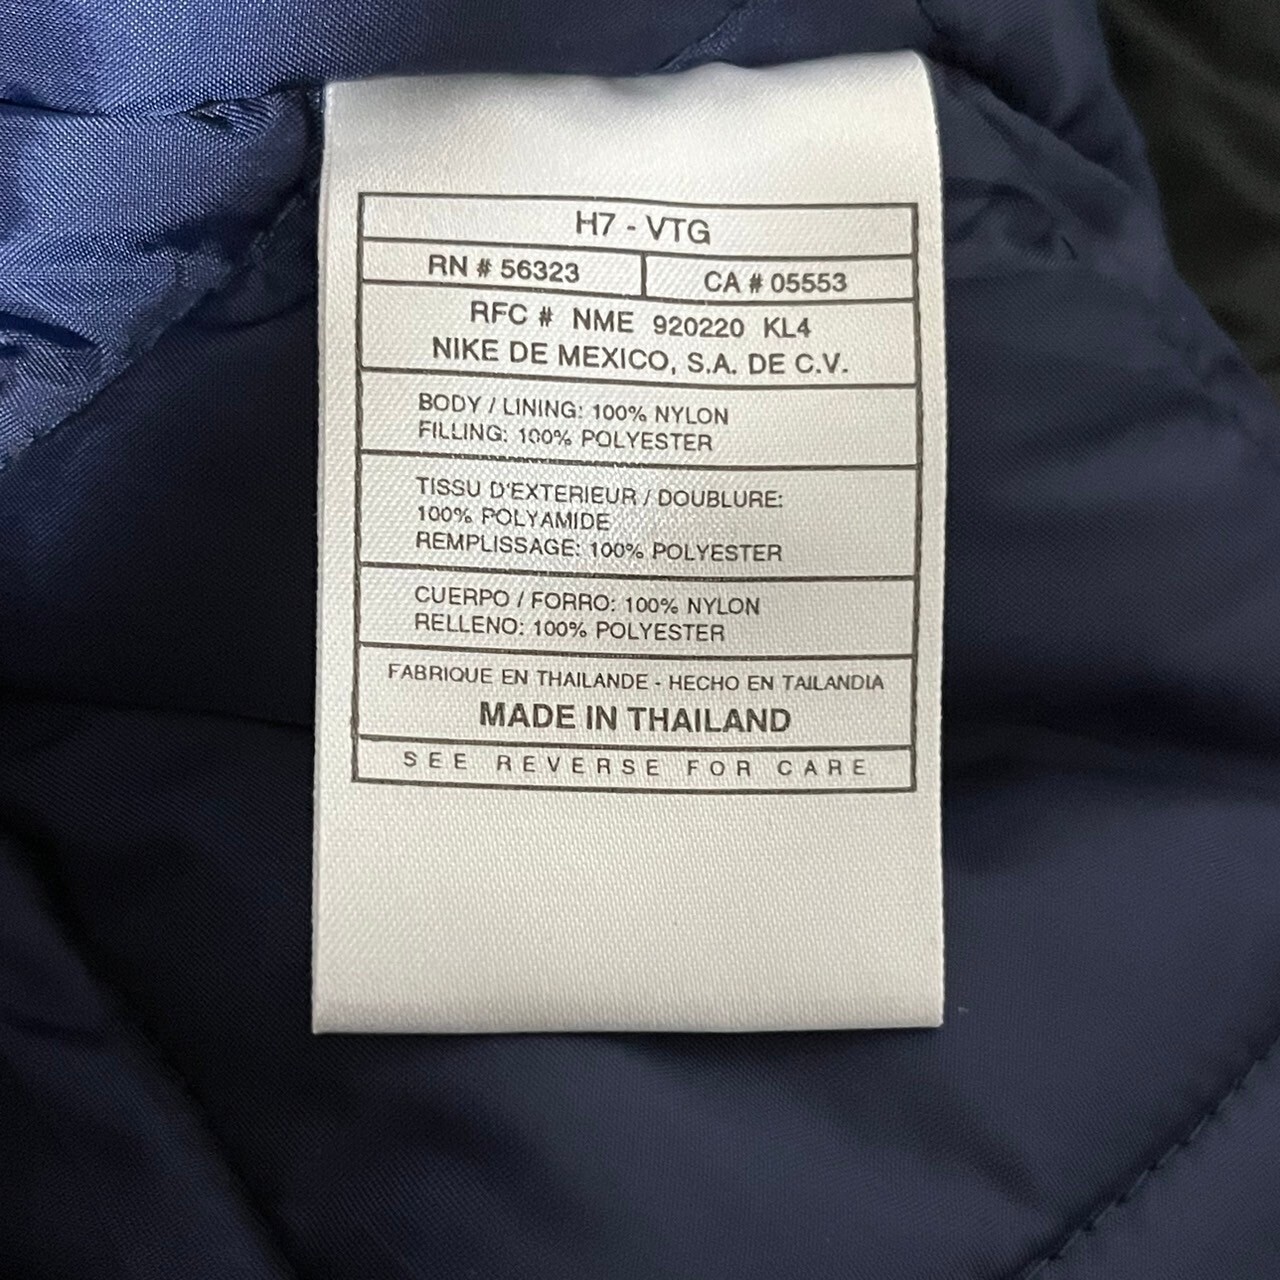 H7 - VTG
RN # 56323 CA # 05553
RFC # NME 920220 KL4
NIKE DE MEXICO, S.A. DE C.V.
BODY / LINING: 100% NYLON
FILLING: 100% POLYESTER
TISSU D'EXTERIEUR / DOUBLURE:
100% POLYAMIDE
REMPLISSAGE: 100% POLYESTER
CUERPO / FORRO: 100% NYLON
RELLENO: 100% POLYESTER
FABRIQUE EN THAILANDE - HECHO EN TAILANDIA
MADE IN THAILAND
SEE REVERSE FOR CARE